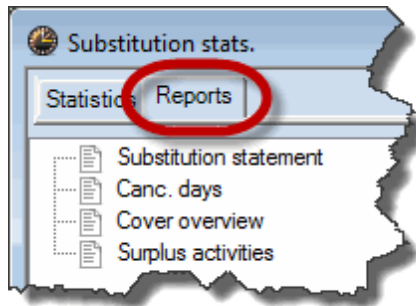 Substitution stats.
Statistics Reports
Substitution statement
Canc. days
Cover overview
Surplus activities